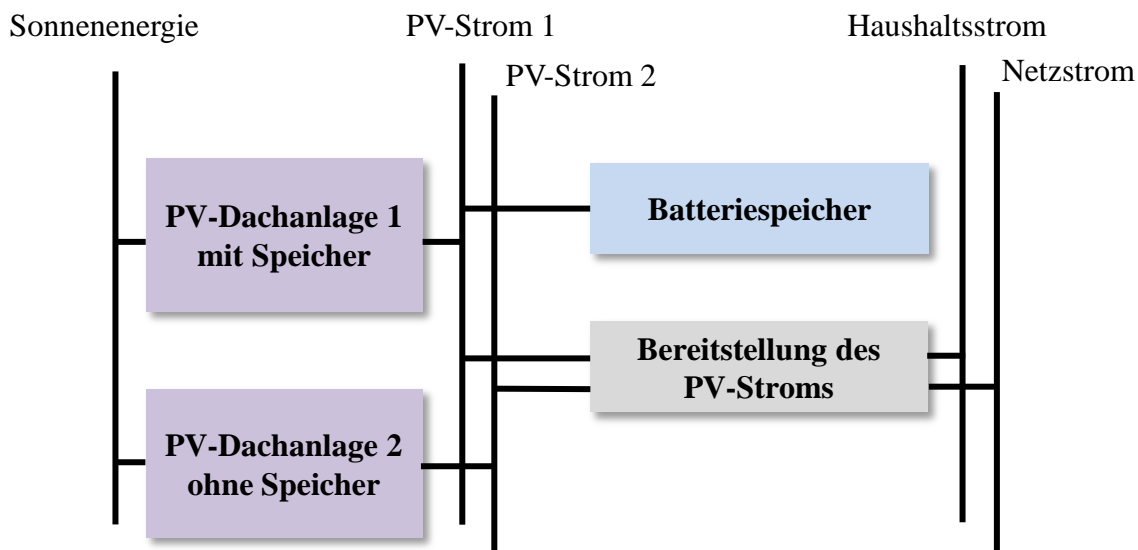 Sonnenenergie
PV-Strom 1
Haushaltsstrom
PV-Strom 2
Netzstrom
PV-Dachanlage 1
mit Speicher
Batteriespeicher
Bereitstellung des
PV-Stroms
PV-Dachanlage 2
ohne Speicher